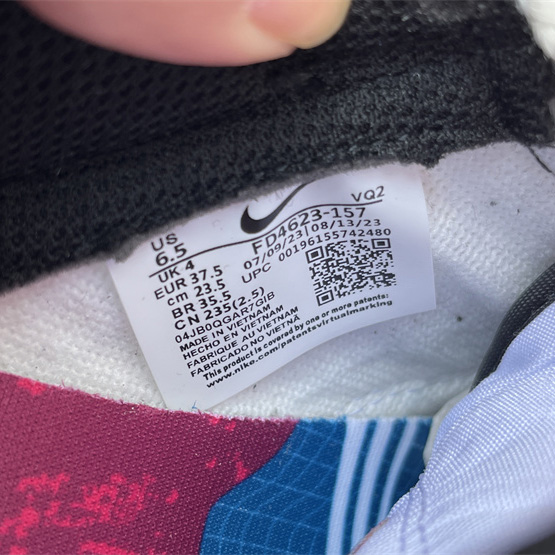 VQ2
US
6.5
FD4623-157
UK 4
07/09/23|08/13/23
EUR 37.5
UPC 00196155742480
cm 23.5
BR 35.5
CN 235(2.5)
04JB0QGAR7GIB
MADE IN VIETNAM
HECHO EN VIETNAM
FABRIQUE AU VIETNAM
FABRICADO NO VIETNÃ
This product is covered by one or more patents:
www.nike.com/patentsvirtualmarking